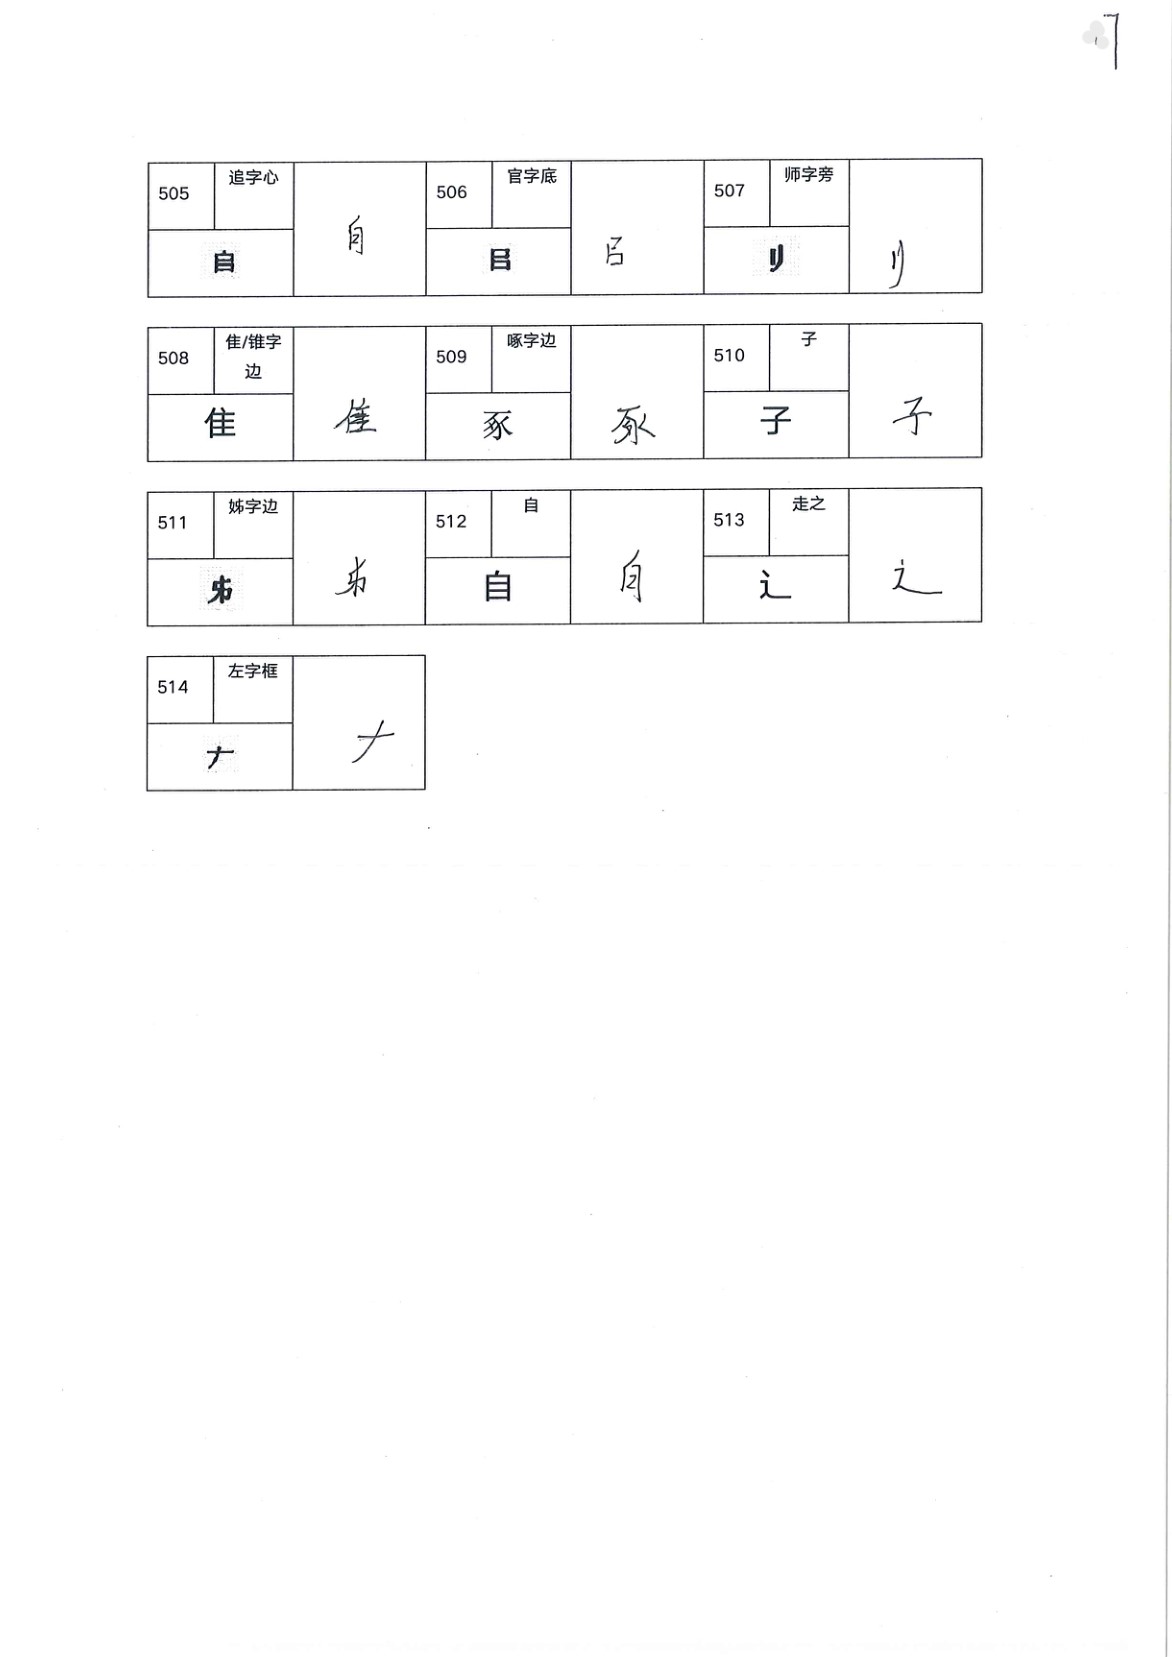 505 追字心 𠂤 𠂤
506 官字底 㠯 㠯
507 师字旁 刂 刂
508 隹/锥字边 隹 隹
509 啄字边 豖 豖
510 子 子 子
511 姊字边 𠂔 𠂔
512 自 自 自
513 走之 辶 辶
514 左字框 𠂇 𠂇